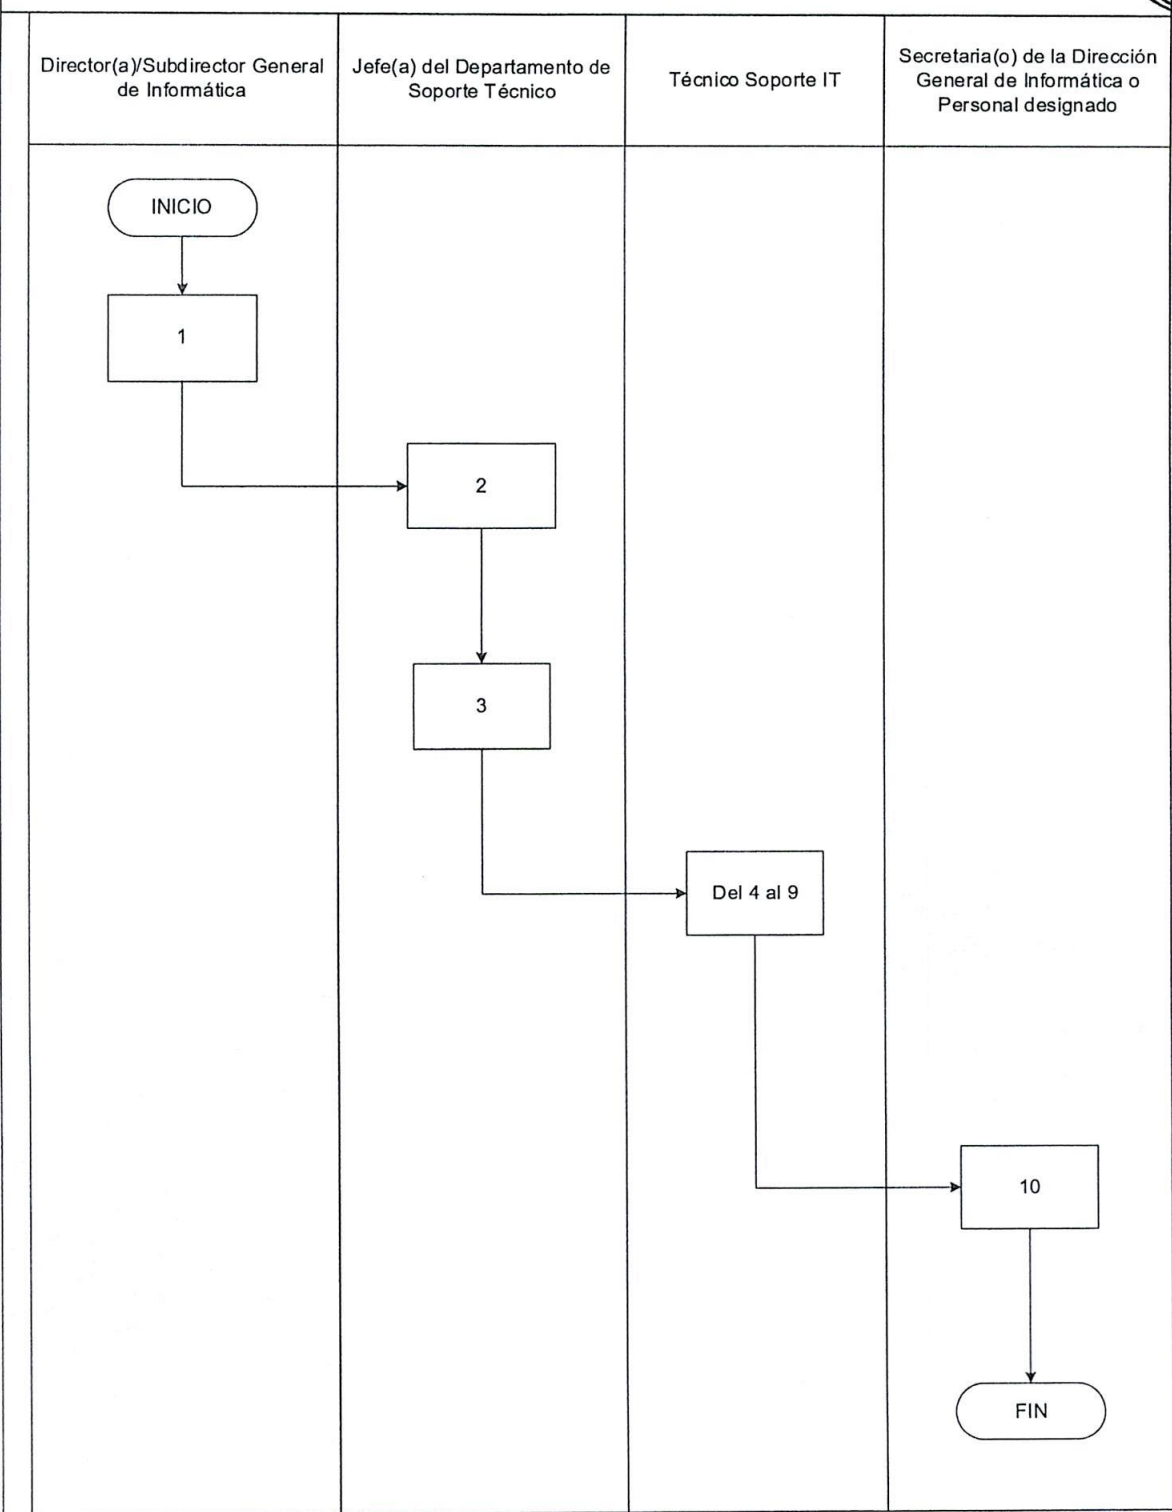 Director(a)/Subdirector General
de Informática
Jefe(a) del Departamento de
Soporte Técnico
Técnico Soporte IT
Secretaria(o) de la Dirección
General de Informática o
Personal designado
INICIO
1
2
3
Del 4 al 9
10
FIN